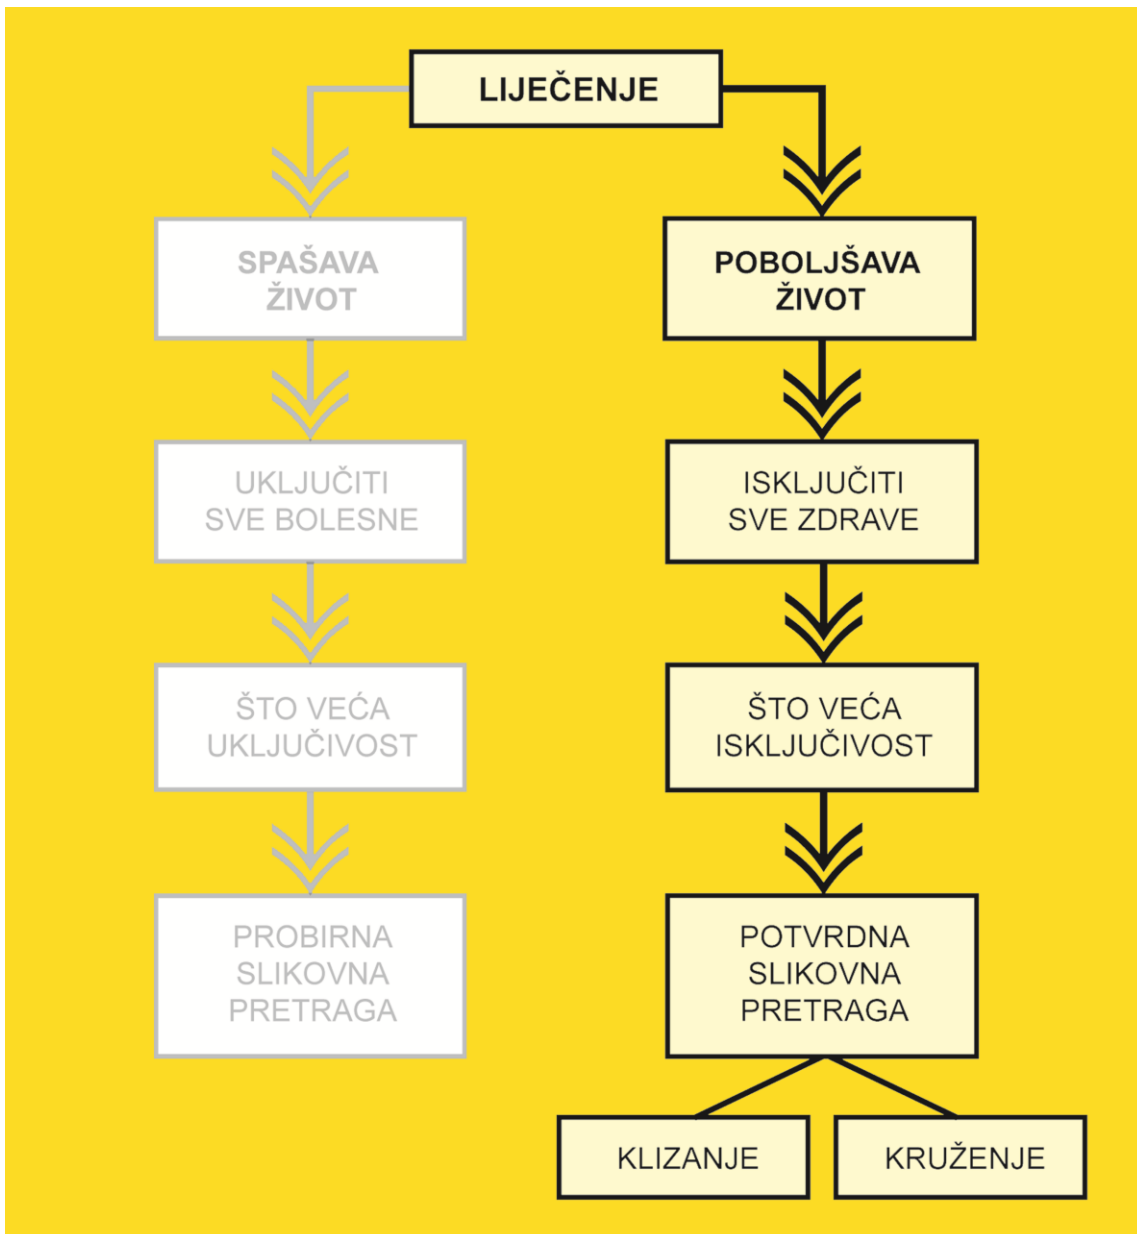 LIJEČENJE
SPAŠAVA
ŽIVOT
UKLJUČITI
SVE BOLESNE
ŠTO VEĆA
UKLJUČIVOST
PROBIRNA
SLIKOVNA
PRETRAGA
POBOLJŠAVA
ŽIVOT
ISKLJUČITI
SVE ZDRAVE
ŠTO VEĆA
ISKLJUČIVOST
POTVRDNA
SLIKOVNA
PRETRAGA
KLIZANJE
KRUŽENJE